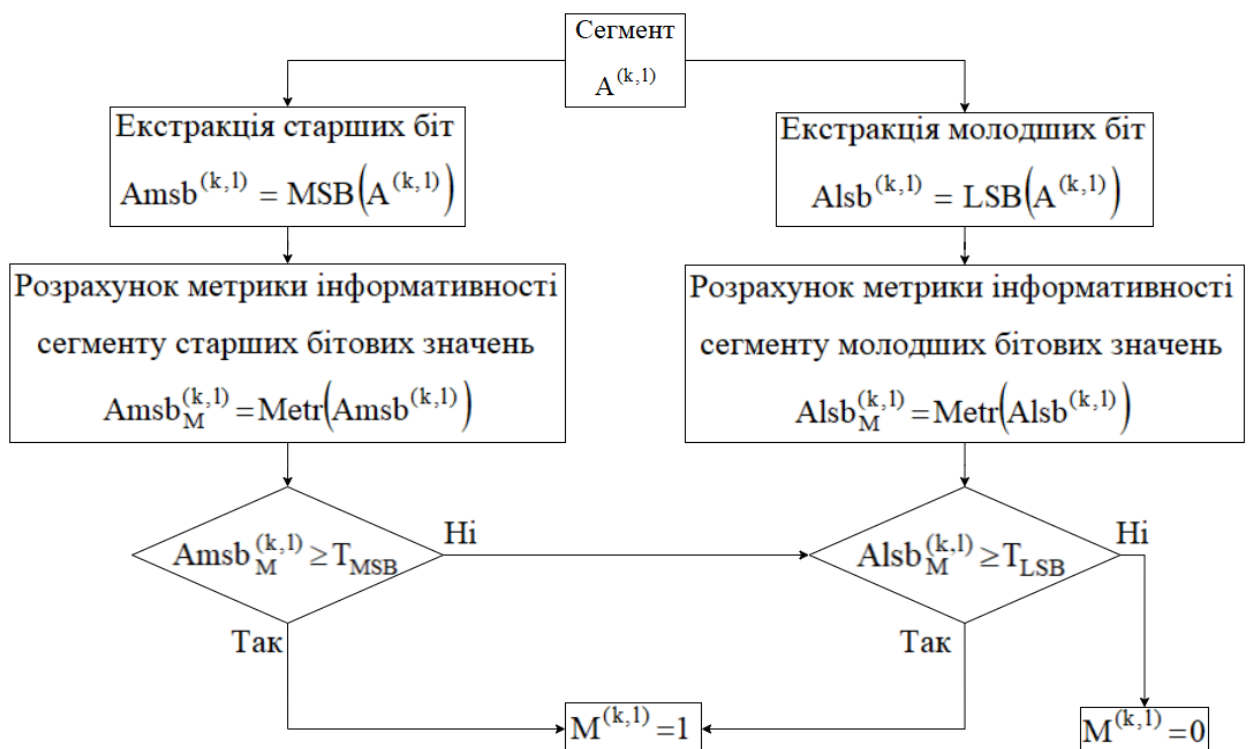 Сегмент
A^(k,l)
Екстракція старших біт
Amsb^(k,l) = MSB(A^(k,l))
Екстракція молодших біт
Alsb^(k,l) = LSB(A^(k,l))
Розрахунок метрики інформативності
сегменту старших бітових значень
Amsb_M^(k,l) = Metr(Amsb^(k,l))
Розрахунок метрики інформативності
сегменту молодших бітових значень
Alsb_M^(k,l) = Metr(Alsb^(k,l))
Amsb_M^(k,l) ≥ T_MSB
Ні
Alsb_M^(k,l) ≥ T_LSB
Ні
Так
Так
M^(k,l) = 1
M^(k,l) = 0